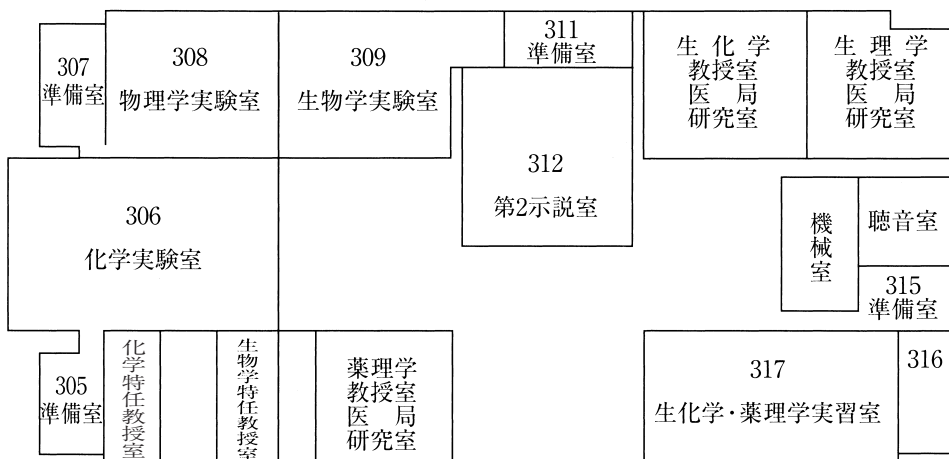 307
準備室
308
物理学実験室
309
生物学実験室
311
準備室
生化学
教授室
医局
研究室
生理学
教授室
医局
研究室
312
第2示説室
306
化学実験室
機械室
聴音室
315
準備室
305
準備室
化学特任教授室
生物学特任教授室
薬理学
教授室
医局
研究室
317
生化学・薬理学実習室
316